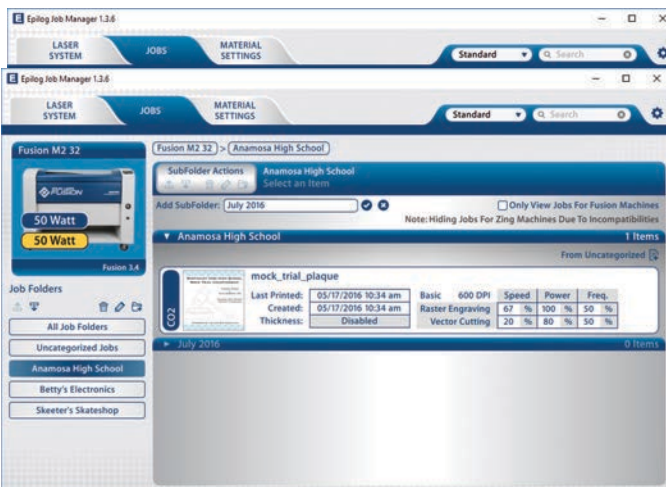 Epilog Job Manager 1.3.6
LASER SYSTEM
JOBS
MATERIAL SETTINGS
Standard
Search
Epilog Job Manager 1.3.6
LASER SYSTEM
JOBS
MATERIAL SETTINGS
Standard
Search
Fusion M2 32
FUSION
50 Watt
50 Watt
Fusion 3.4
Job Folders
All Job Folders
Uncategorized Jobs
Anamosa High School
Betty's Electronics
Skeeter's Skateshop
Fusion M2 32 > Anamosa High School
SubFolder Actions
Anamosa High School
Select an Item
Add SubFolder: July 2016
Only View Jobs For Fusion Machines
Note: Hiding Jobs For Zing Machines Due To Incompatibilities
Anamosa High School 1 Items
From Uncategorized
CO2
mock_trial_plaque
Last Printed: 05/17/2016 10:34 am
Created: 05/17/2016 10:34 am
Thickness: Disabled
Basic 600 DPI Speed Power Freq.
Raster Engraving 67 % 100 % 50 %
Vector Cutting 20 % 80 % 50 %
July 2016 0 Items